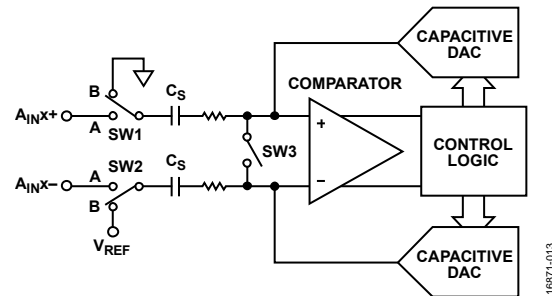 CAPACITIVE
DAC
COMPARATOR
B
CS
AINx+
A
SW1
+
SW3
CONTROL
LOGIC
SW2
CS
AINx–
A
B
–
VREF
CAPACITIVE
DAC
16871-013